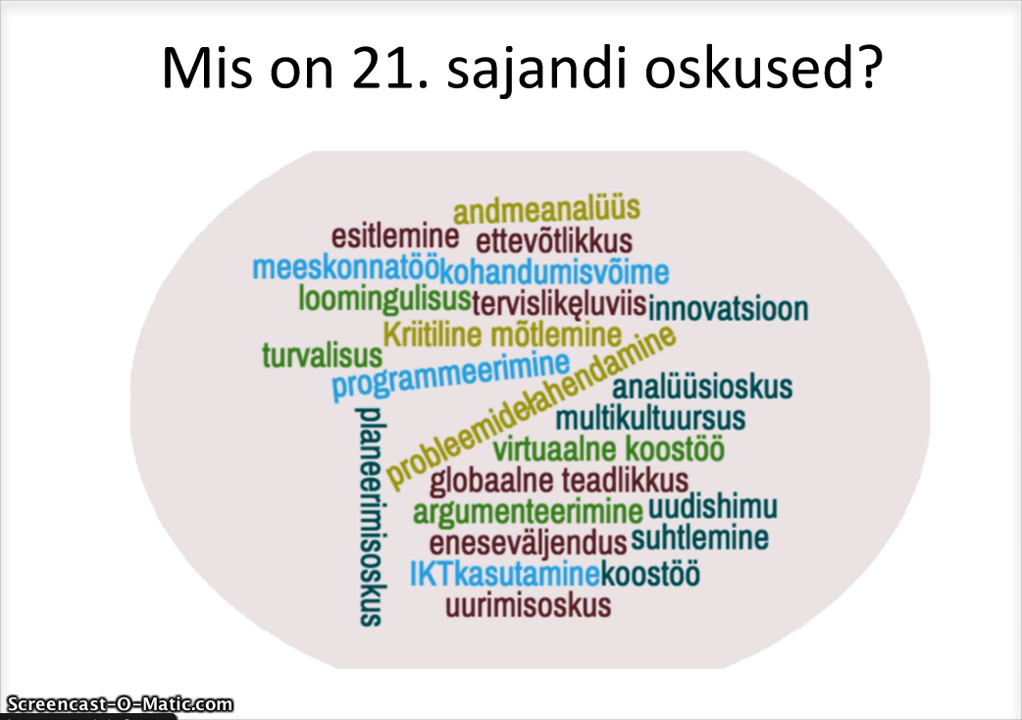 Mis on 21. sajandi oskused?
andmeanalüüs
esitlemine ettevõtlikkus
meeskonnatöö kohandumisvõime
loomingulisus tervislikęluviis innovatsioon
Kriitiline mõtlemine
turvalisus
programmeerimine
probleemidelahendamine
analüüsioskus
multikultuursus
planeerimisoskus
virtuaalne koostöö
globaalne teadlikkus
argumenteerimine uudishimu
eneseväljendus suhtlemine
IKTkasutamine koostöö
uurimisoskus
Screencast-O-Matic.com